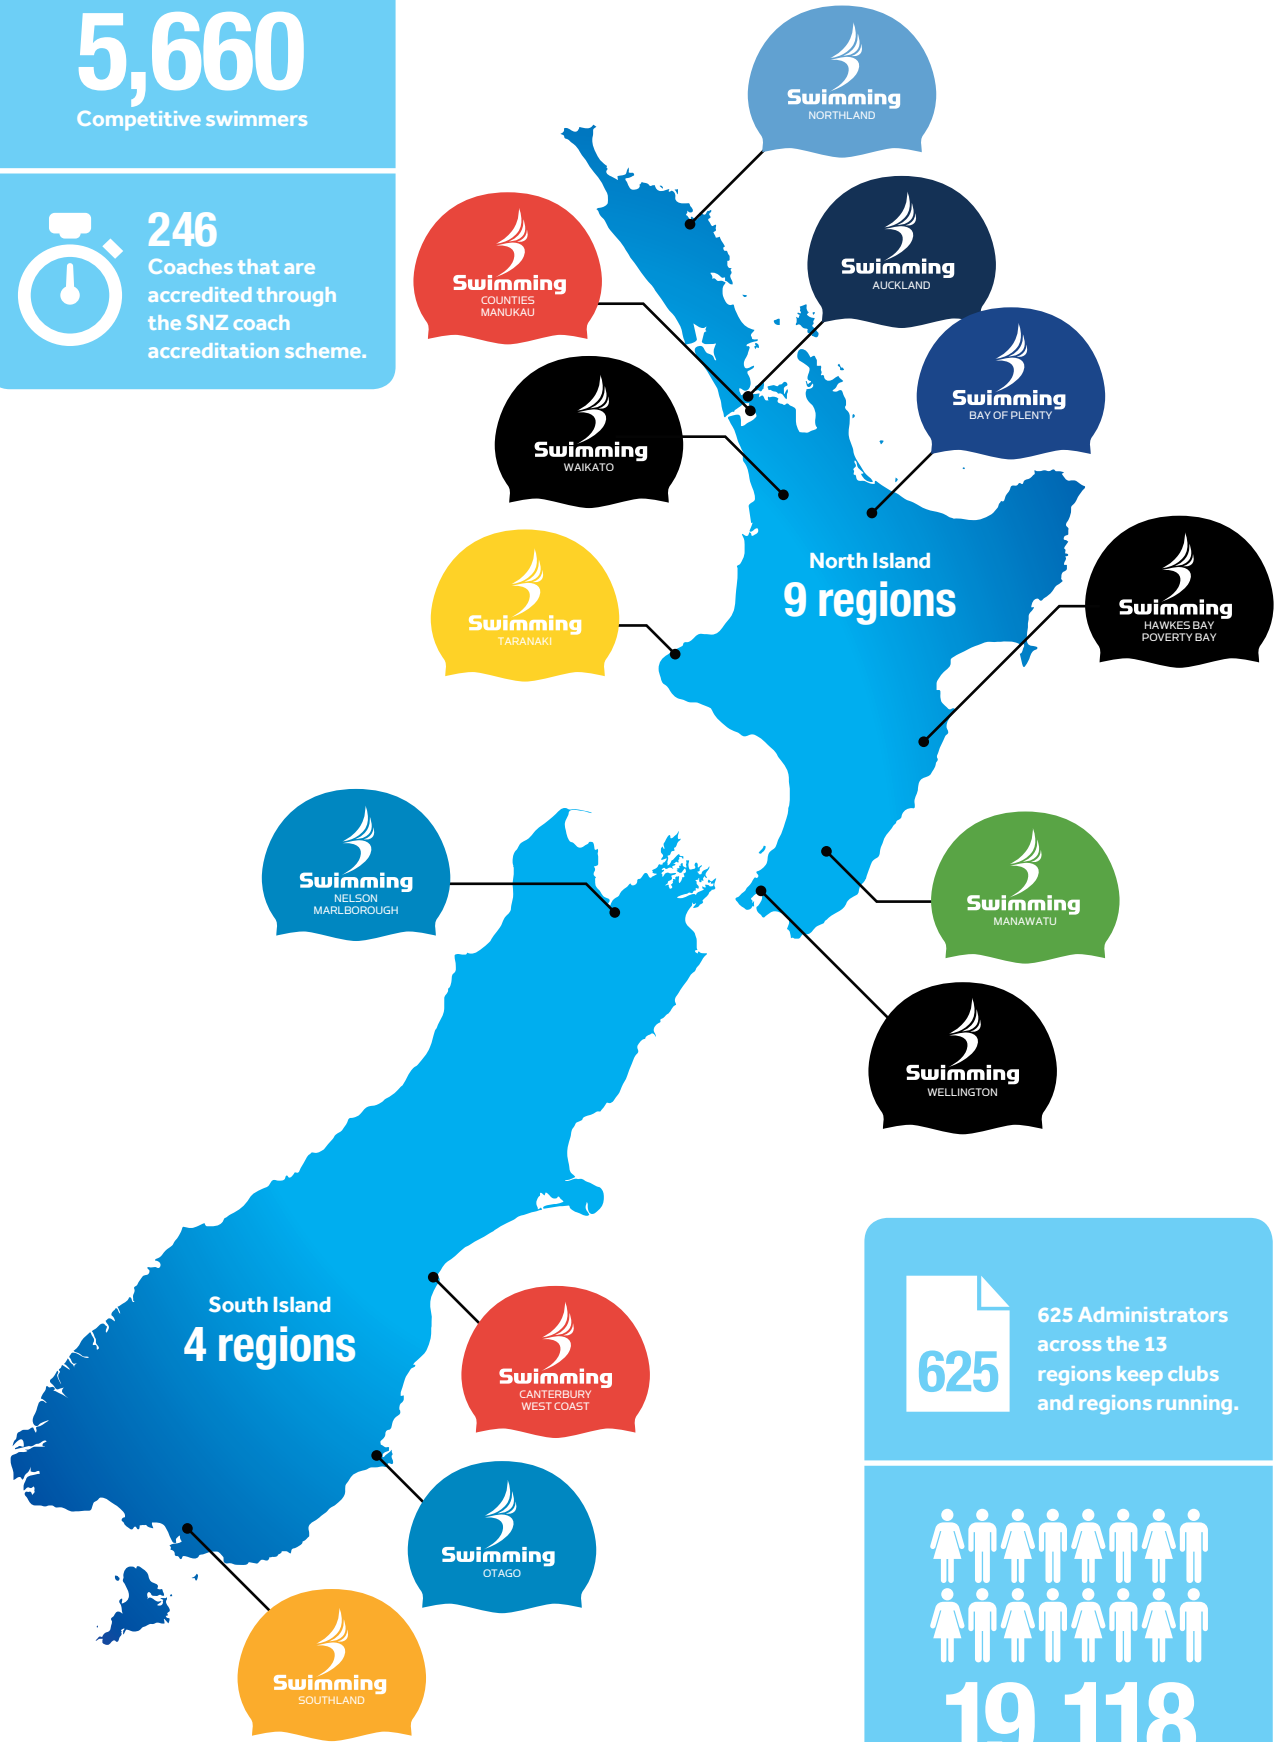 5,660
Competitive swimmers
246
Coaches that are
accredited through
the SNZ coach
accreditation scheme.
Swimming
NORTHLAND
Swimming
AUCKLAND
Swimming
COUNTIES
MANUKAU
Swimming
BAY OF PLENTY
Swimming
WAIKATO
North Island
9 regions
Swimming
TARANAKI
Swimming
HAWKES BAY
POVERTY BAY
Swimming
NELSON
MARLBOROUGH
Swimming
MANAWATU
Swimming
WELLINGTON
South Island
4 regions
Swimming
CANTERBURY
WEST COAST
Swimming
OTAGO
Swimming
SOUTHLAND
625
625 Administrators
across the 13
regions keep clubs
and regions running.
19,118